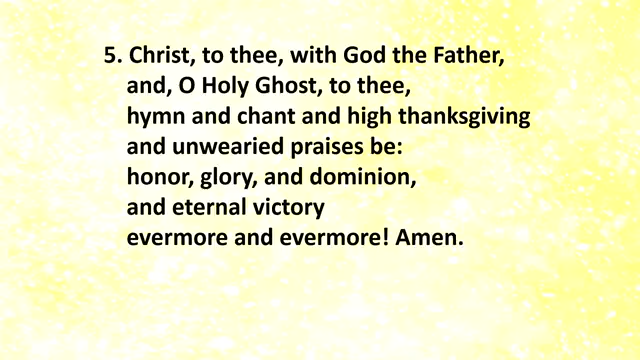 5. Christ, to thee, with God the Father,
and, O Holy Ghost, to thee,
hymn and chant and high thanksgiving
and unwearied praises be:
honor, glory, and dominion,
and eternal victory
evermore and evermore! Amen.